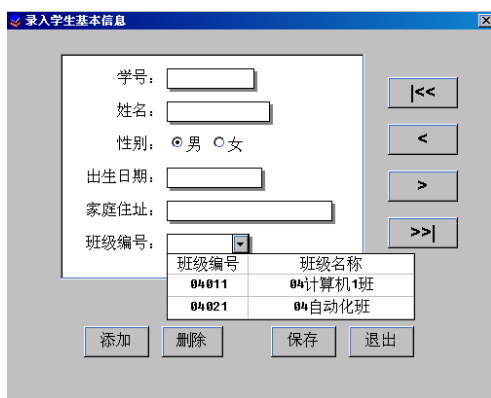 录入学生基本信息
学号：
|<<
姓名：
性别： 男 女
<
出生日期：
>
家庭住址：
>>|
班级编号：
班级编号 班级名称
04011 04计算机1班
04021 04自动化班
添加 删除 保存 退出